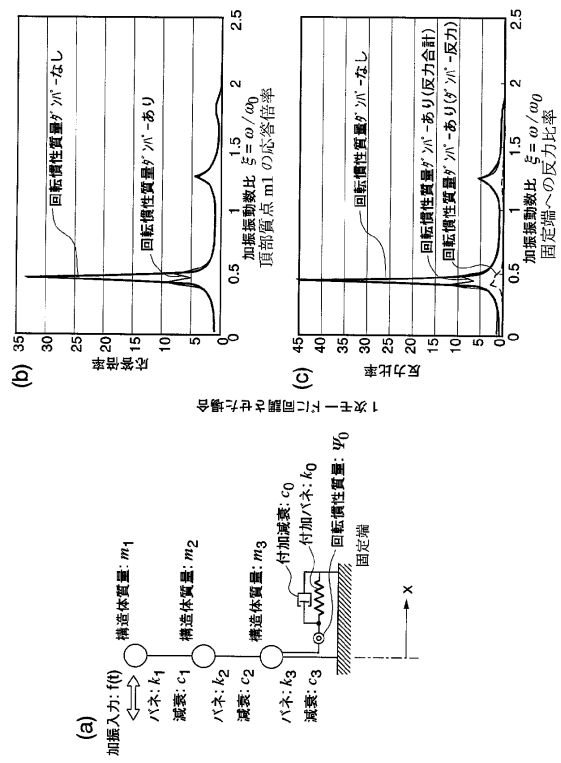 (a)
加振入力: f(t)
構造体質量: m1
バネ: k1
減衰: c1
構造体質量: m2
バネ: k2
減衰: c2
構造体質量: m3
バネ: k3
減衰: c3
付加減衰: c0
付加バネ: k0
回転慣性質量: Ψ0
固定端
x
1次モードに同調させた場合
(b)
応答倍率
35
30
25
20
15
10
5
0
回転慣性質量ダンパーなし
回転慣性質量ダンパーあり
0 0.5 1 1.5 2 2.5
加振振動数比 ξ=ω/ω0
頂部質点 m1 の応答倍率
(c)
反力比率
45
40
35
30
25
20
15
10
5
0
回転慣性質量ダンパーなし
回転慣性質量ダンパーあり(反力合計)
回転慣性質量ダンパーあり(ダンパー反力)
0 0.5 1 1.5 2 2.5
加振振動数比 ξ=ω/ω0
固定端への反力比率